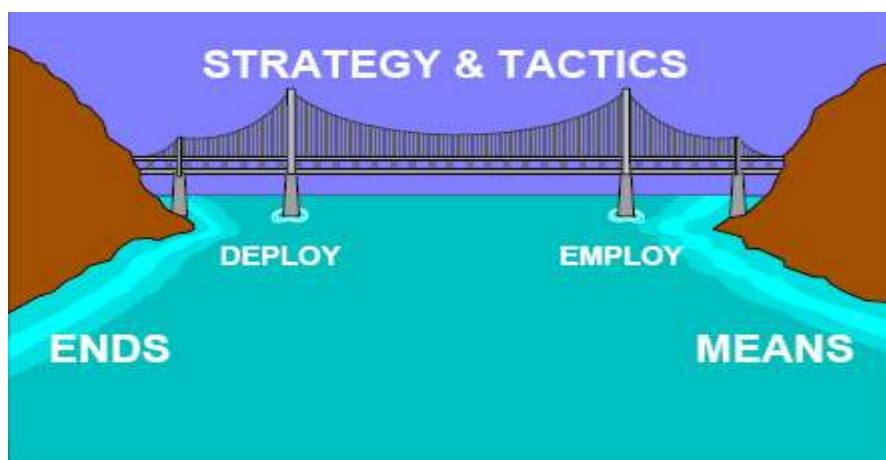 STRATEGY & TACTICS
DEPLOY
EMPLOY
ENDS
MEANS